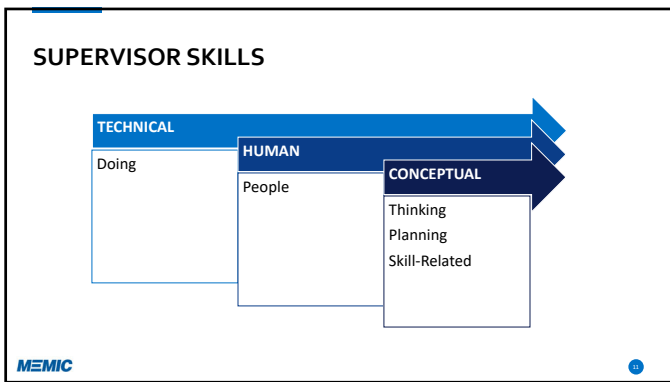 SUPERVISOR SKILLS
TECHNICAL
Doing
HUMAN
People
CONCEPTUAL
Thinking
Planning
Skill-Related
MEMIC
11